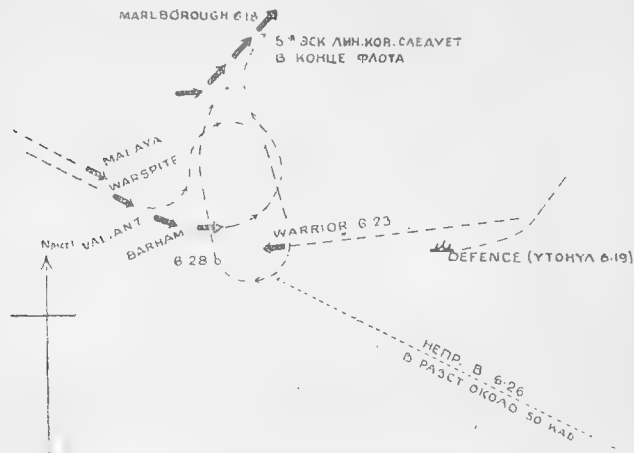 MARLBOROUGH 6·18
5ª ЭСК ЛИН.КОР.СЛЕДУЕТ
В КОНЦЕ ФЛОТА
MALAYA
WARSPITE
VALIANT
BARHAM
WARRIOR 6·23
6·28
DEFENCE (УТОНУЛ 6·19)
НЕПР. В 6·26
В РАЗСТ ОКОЛО 50 КАБ